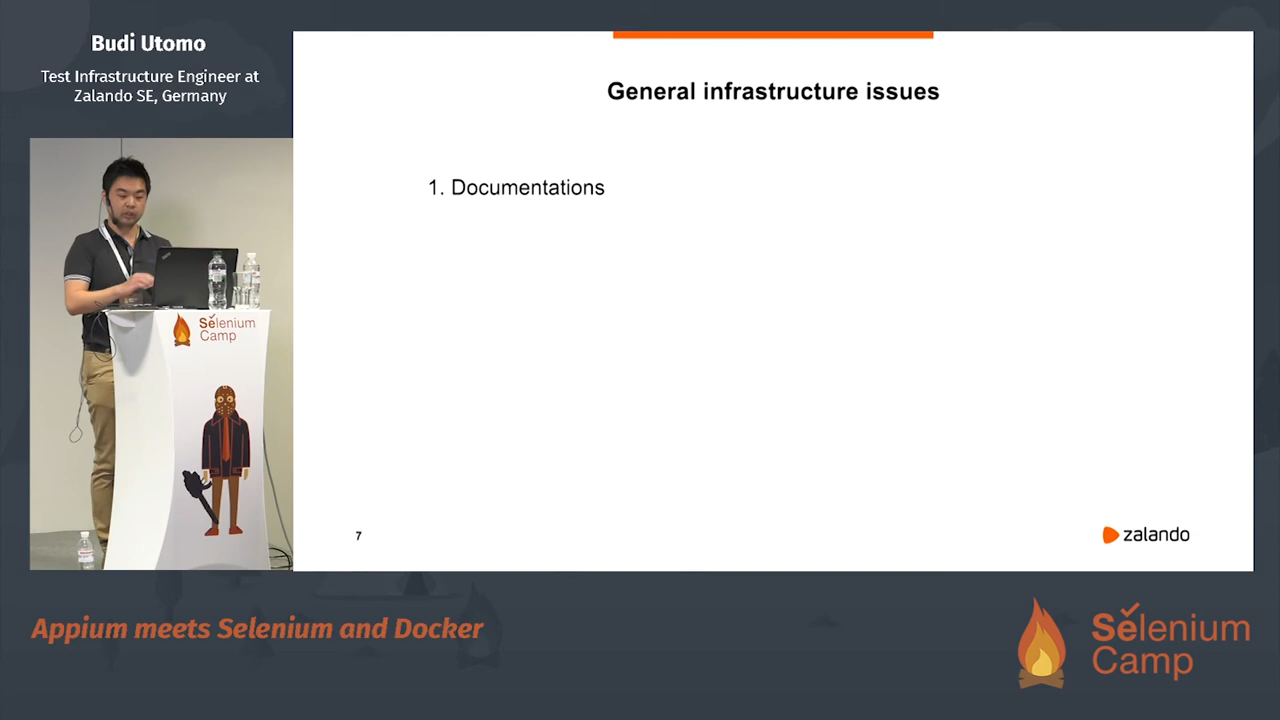 Budi Utomo
Test Infrastructure Engineer at
Zalando SE, Germany
General infrastructure issues
1. Documentations
7
zalando
Selenium
Camp
Appium meets Selenium and Docker
Selenium
Camp